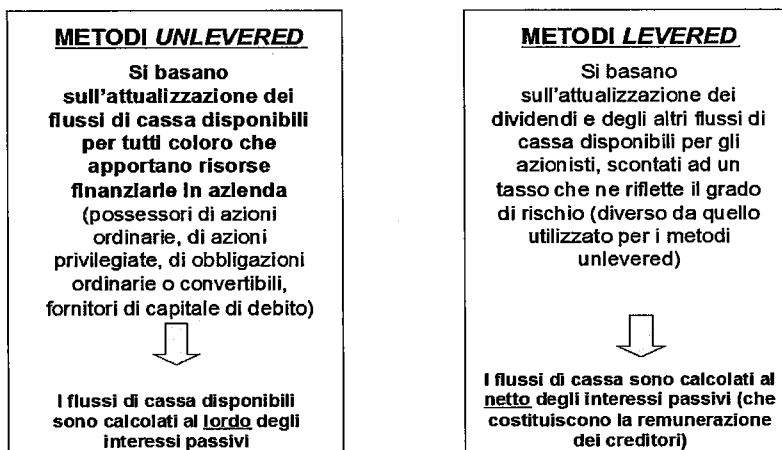 METODI UNLEVERED
Si basano
sull'attualizzazione dei
flussi di cassa disponibili
per tutti coloro che
apportano risorse
finanziarie in azienda
(possessori di azioni
ordinarie, di azioni
privilegiate, di obbligazioni
ordinarie o convertibili,
fornitori di capitale di debito)
I flussi di cassa disponibili
sono calcolati al lordo degli
interessi passivi
METODI LEVERED
Si basano
sull'attualizzazione dei
dividendi e degli altri flussi di
cassa disponibili per gli
azionisti, scontati ad un
tasso che ne riflette il grado
di rischio (diverso da quello
utilizzato per i metodi
unlevered)
I flussi di cassa sono calcolati al
netto degli interessi passivi (che
costituiscono la remunerazione
dei creditori)